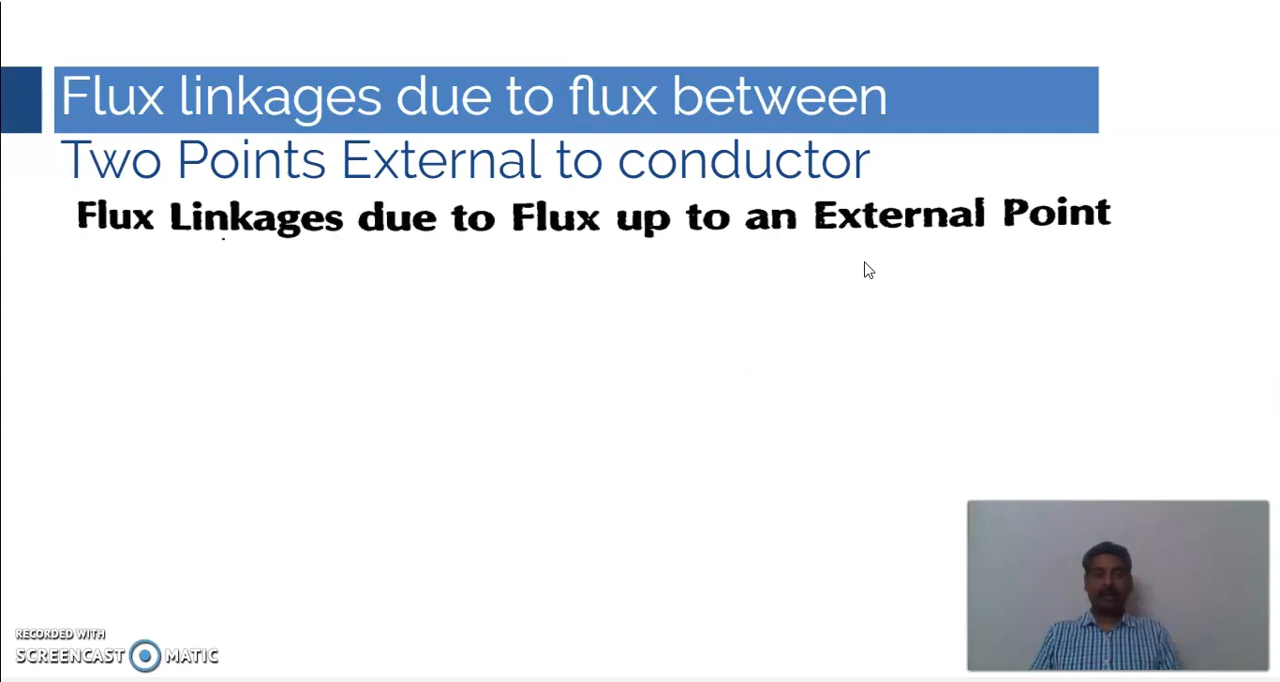 Flux linkages due to flux between
Two Points External to conductor
Flux Linkages due to Flux up to an External Point
RECORDED WITH
SCREENCAST MATIC